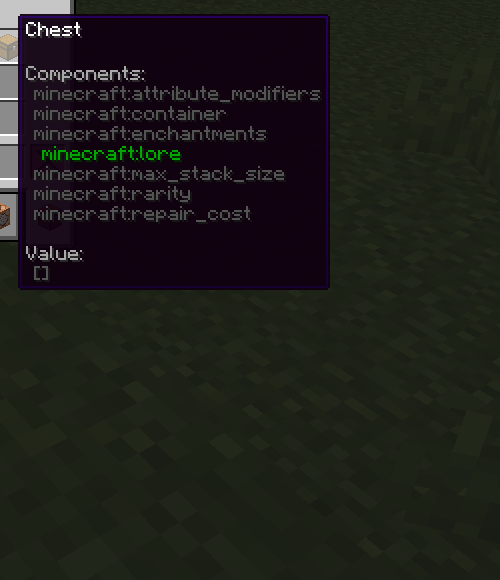 Chest
Components:
minecraft:attribute_modifiers
minecraft:container
minecraft:enchantments
minecraft:lore
minecraft:max_stack_size
minecraft:rarity
minecraft:repair_cost
Value:
[]